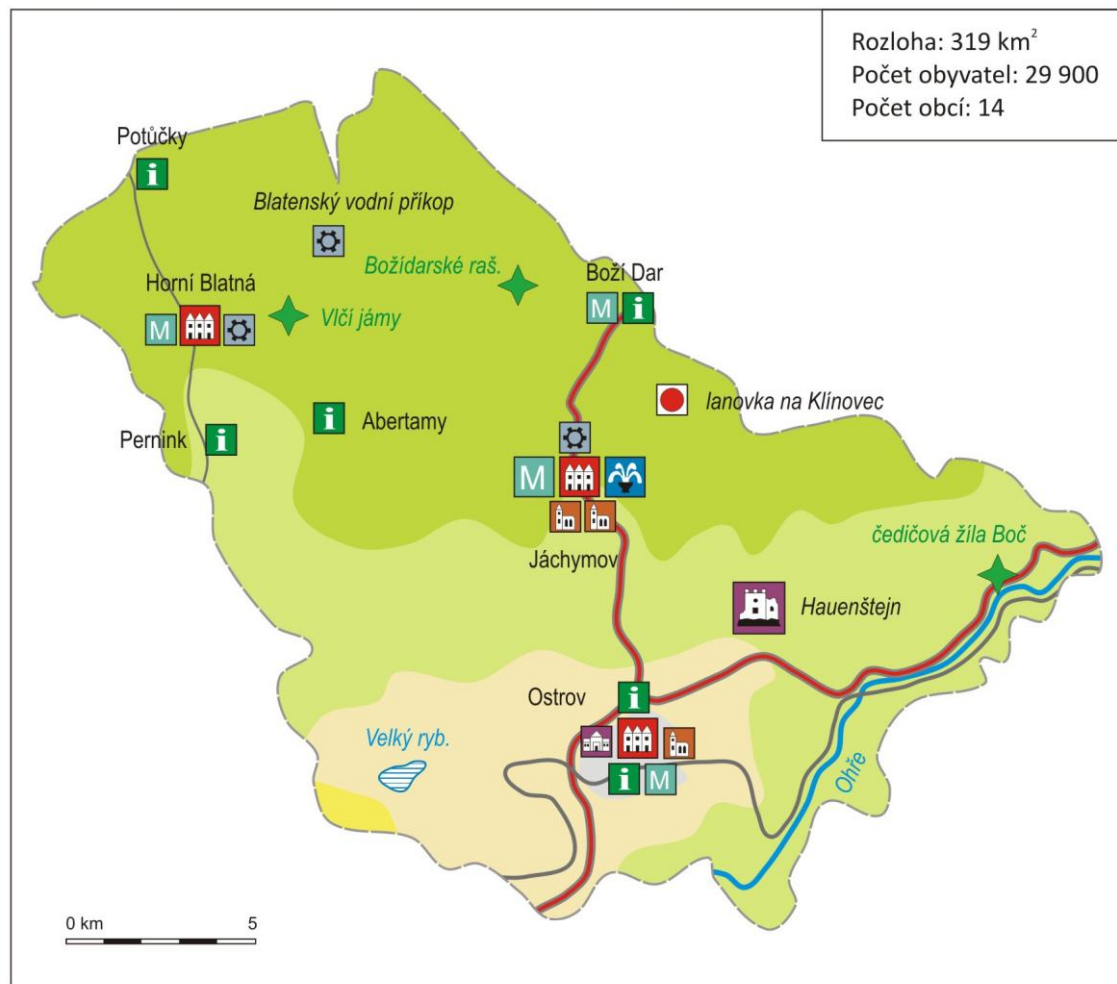 Rozloha: 319 km²
Počet obyvatel: 29 900
Počet obcí: 14
Potůčky
i
Blatenský vodní příkop
Božídarské raš.
Boží Dar
M
i
Horní Blatná
M
Vlčí jámy
lanovka na Klínovec
i
Abertamy
Pernink
i
M
Jáchymov
čedičová žíla Boč
Hauenštejn
Ostrov
i
Velký ryb.
i
M
Ohře
0 km
5